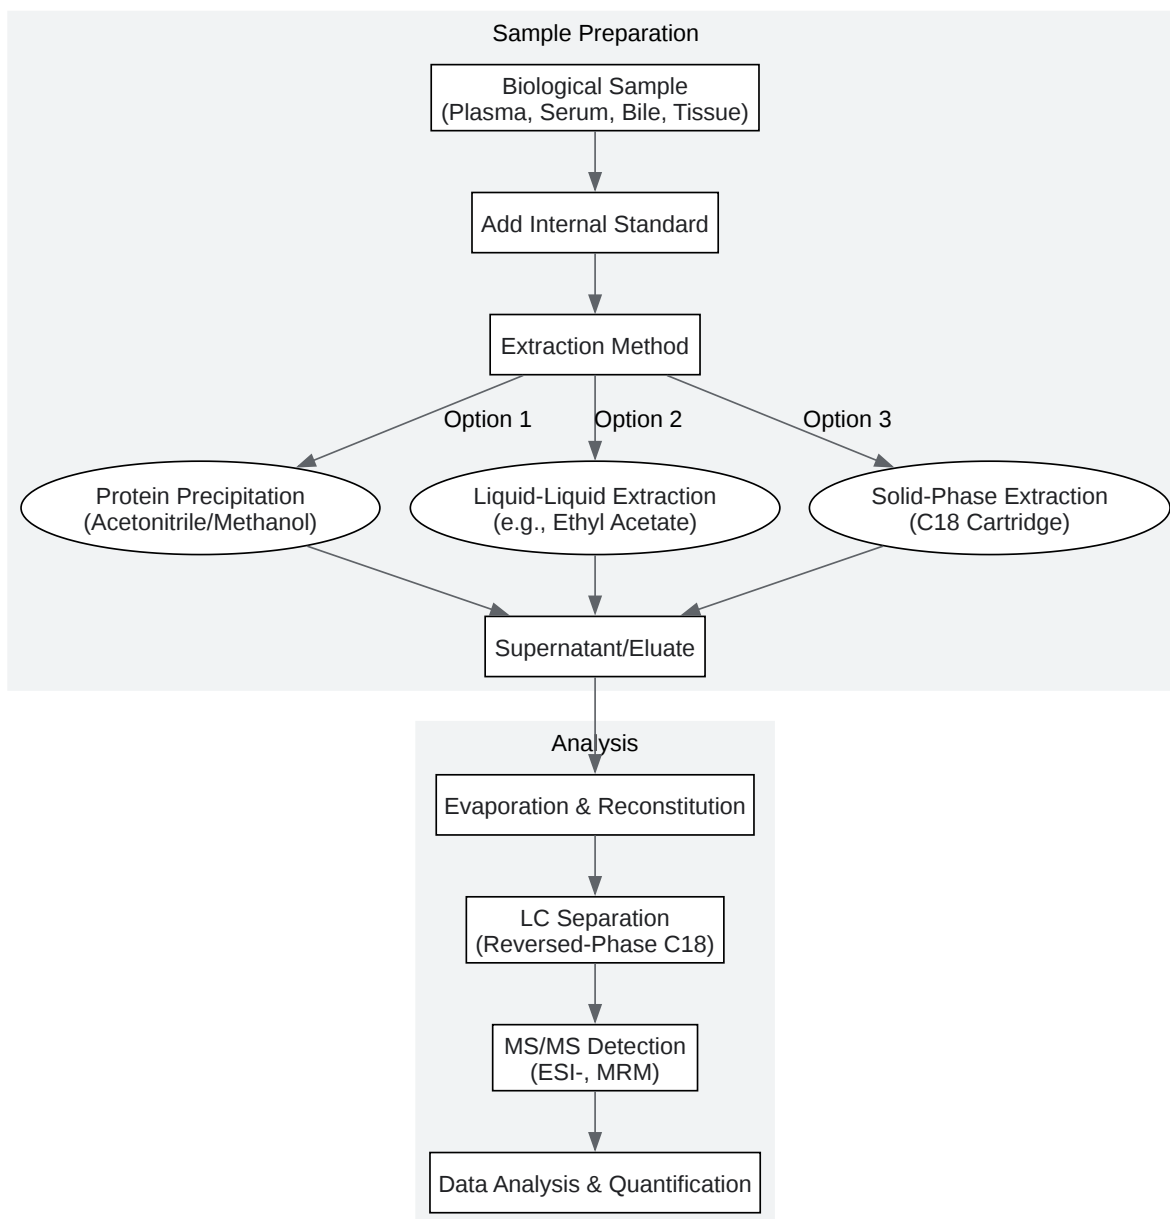 Sample Preparation
Biological Sample
(Plasma, Serum, Bile, Tissue)
Add Internal Standard
Extraction Method
Option 1
Option 2
Option 3
Protein Precipitation
(Acetonitrile/Methanol)
Liquid-Liquid Extraction
(e.g., Ethyl Acetate)
Solid-Phase Extraction
(C18 Cartridge)
Supernatant/Eluate
Analysis
Evaporation & Reconstitution
LC Separation
(Reversed-Phase C18)
MS/MS Detection
(ESI-, MRM)
Data Analysis & Quantification